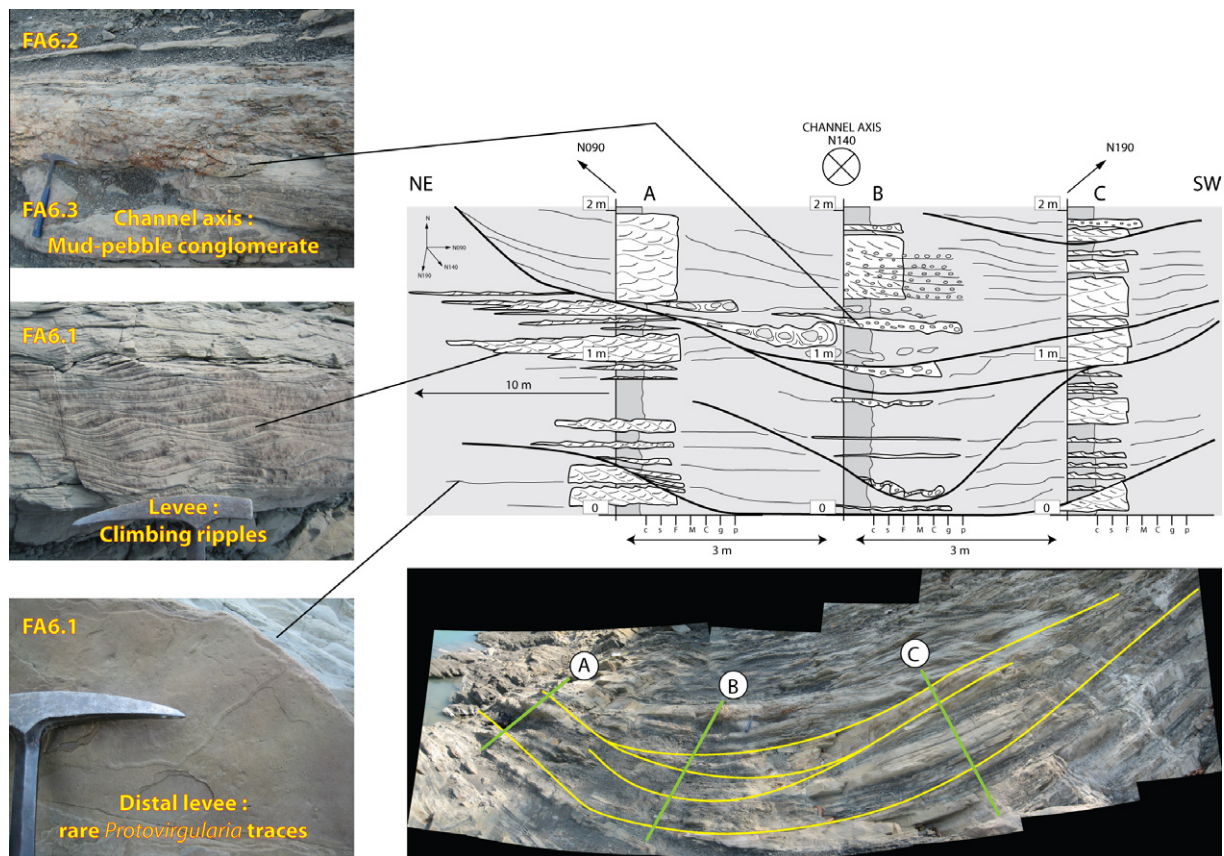 FA6.2
FA6.3
Channel axis :
Mud-pebble conglomerate
FA6.1
Levee :
Climbing ripples
FA6.1
Distal levee :
rare Protovirgularia traces
CHANNEL AXIS
N140
N090
N190
NE
A
B
C
SW
2 m
2 m
2 m
N
N090
N140
N190
1 m
1 m
1 m
10 m
0
0
0
c s F M C g p
c s F M C g p
c s F M C g p
3 m
3 m
A
B
C